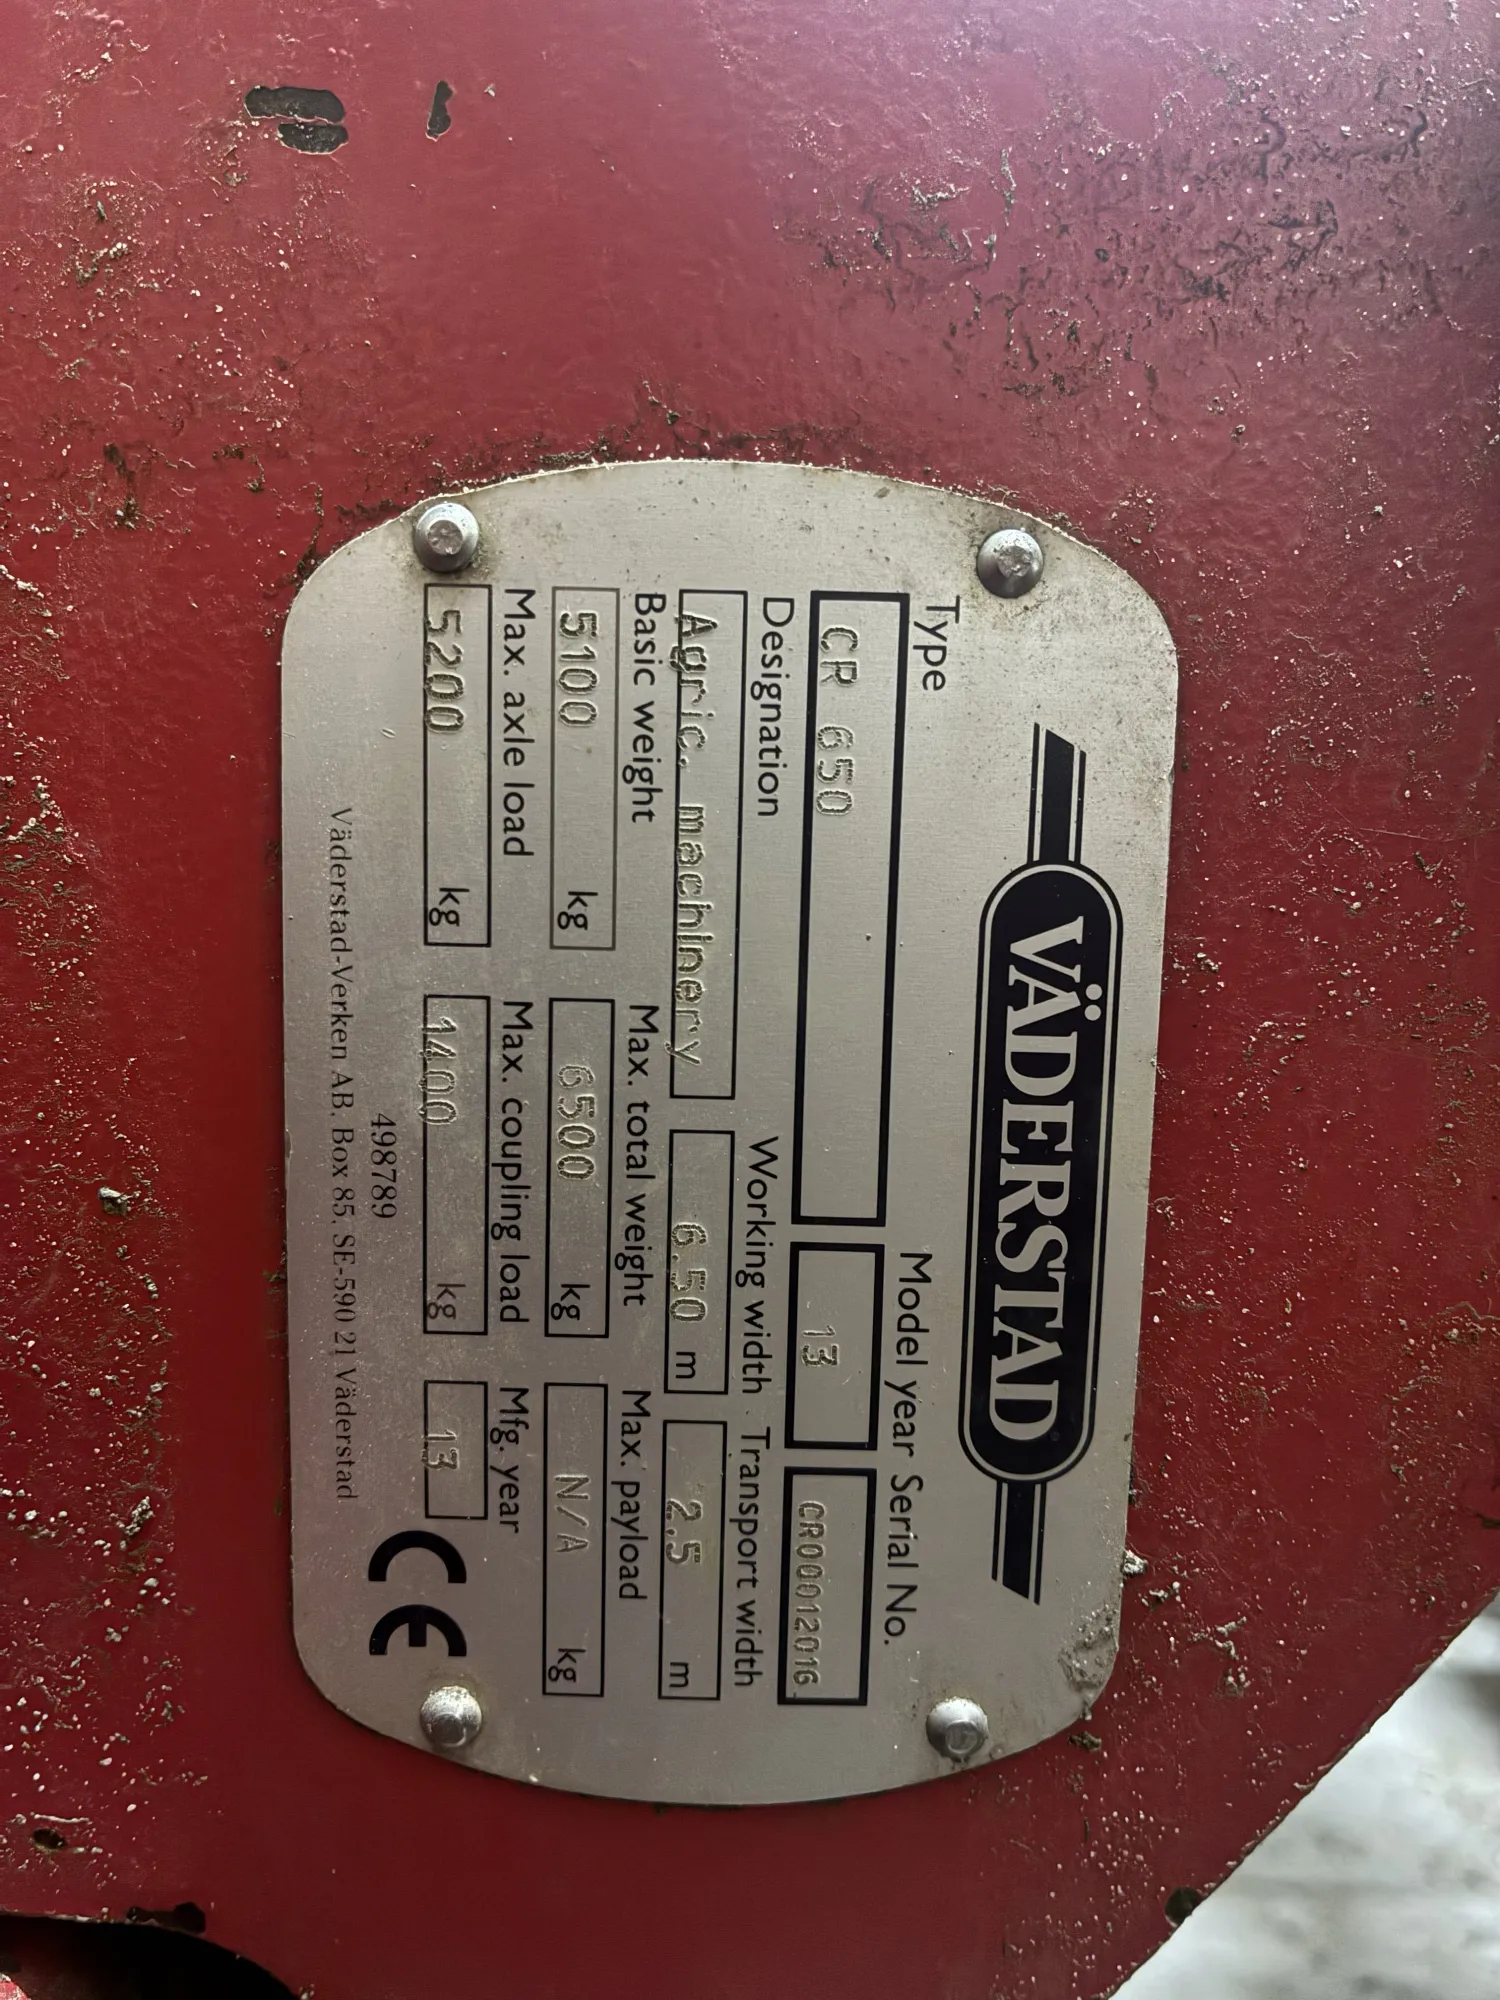 VÄDERSTAD
Type Model year Serial No.
CR 650 13 CR00012016
Designation Working width Transport width
Agric. machinery 6.50 m 2.5 m
Basic weight Max. total weight Max. payload
5100 kg 6500 kg N/A kg
Max. axle load Max. coupling load Mfg. year
5200 kg 1400 kg 13 CE
498789
Väderstad-Verken AB. Box 85. SE-590 21 Väderstad